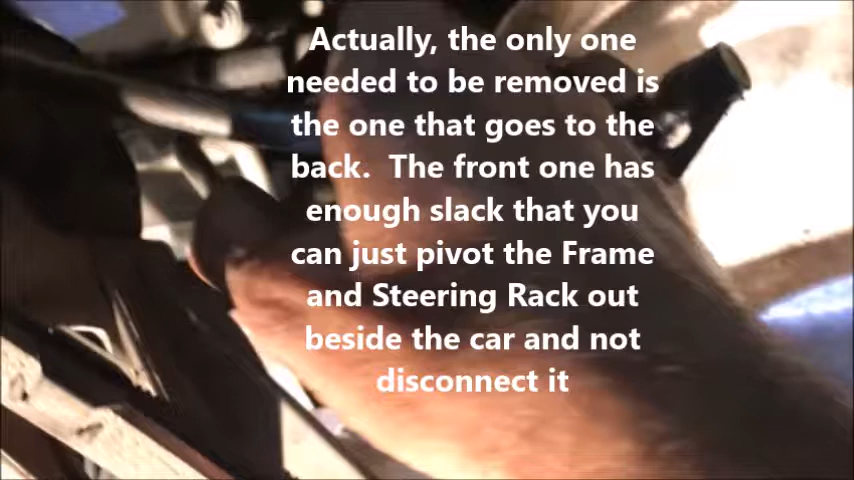 Actually, the only one
needed to be removed is
the one that goes to the
back.  The front one has
enough slack that you
can just pivot the Frame
and Steering Rack out
beside the car and not
disconnect it